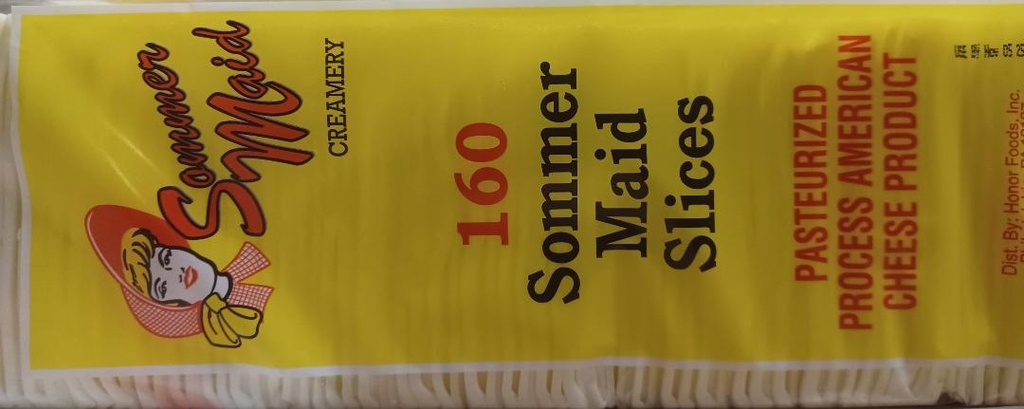 Sommer
Maid
CREAMERY
160
Sommer
Maid
Slices
PASTEURIZED
PROCESS AMERICAN
CHEESE PRODUCT
Dist. By: Honor Foods, Inc.